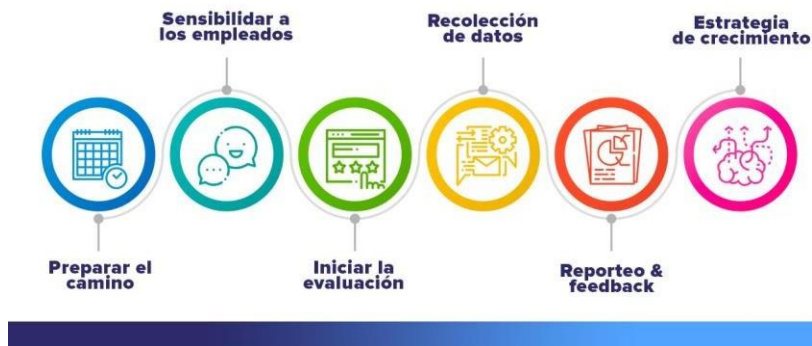 Sensibilidar a
los empleados
Recolección
de datos
Estrategia
de crecimiento
Preparar el
camino
Iniciar la
evaluación
Reporteo &
feedback